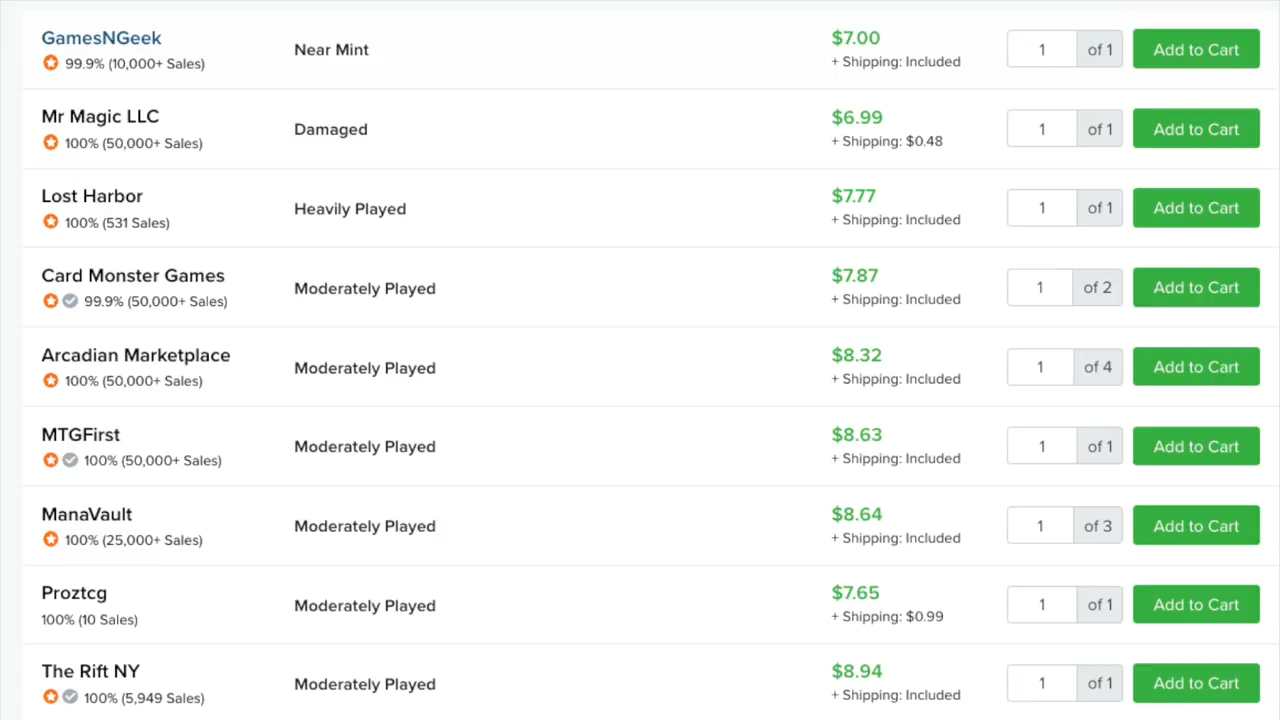 GamesNGeek
99.9% (10,000+ Sales)
Near Mint
$7.00
+ Shipping: Included
1 of 1
Add to Cart
Mr Magic LLC
100% (50,000+ Sales)
Damaged
$6.99
+ Shipping: $0.48
1 of 1
Add to Cart
Lost Harbor
100% (531 Sales)
Heavily Played
$7.77
+ Shipping: Included
1 of 1
Add to Cart
Card Monster Games
99.9% (50,000+ Sales)
Moderately Played
$7.87
+ Shipping: Included
1 of 2
Add to Cart
Arcadian Marketplace
100% (50,000+ Sales)
Moderately Played
$8.32
+ Shipping: Included
1 of 4
Add to Cart
MTGFirst
100% (50,000+ Sales)
Moderately Played
$8.63
+ Shipping: Included
1 of 1
Add to Cart
ManaVault
100% (25,000+ Sales)
Moderately Played
$8.64
+ Shipping: Included
1 of 3
Add to Cart
Proztcg
100% (10 Sales)
Moderately Played
$7.65
+ Shipping: $0.99
1 of 1
Add to Cart
The Rift NY
100% (5,949 Sales)
Moderately Played
$8.94
+ Shipping: Included
1 of 1
Add to Cart